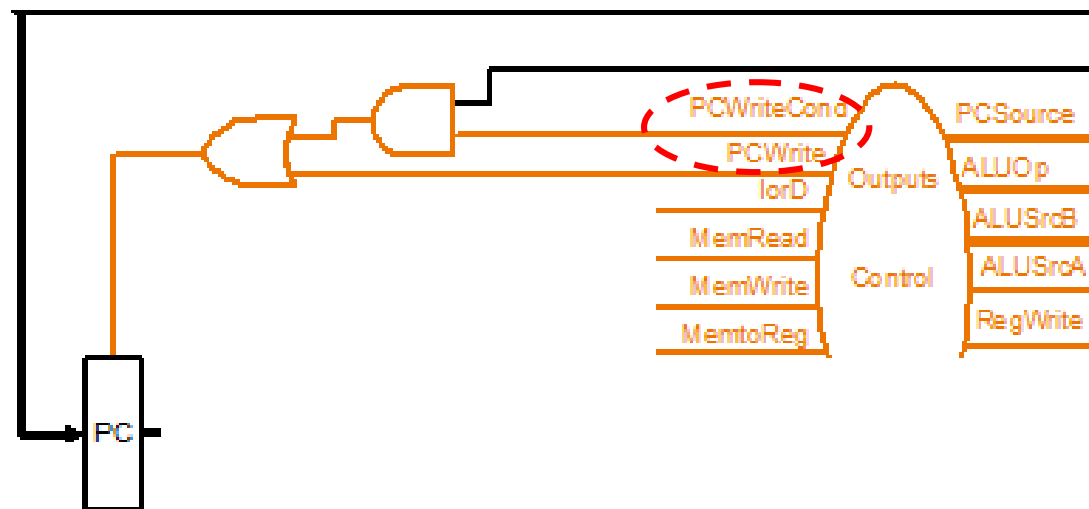 PCWriteCond
PCWrite
IorD
MemRead
MemWrite
MemtoReg
Outputs
Control
PCSource
ALUOp
ALUSrcB
ALUSrcA
RegWrite
PC